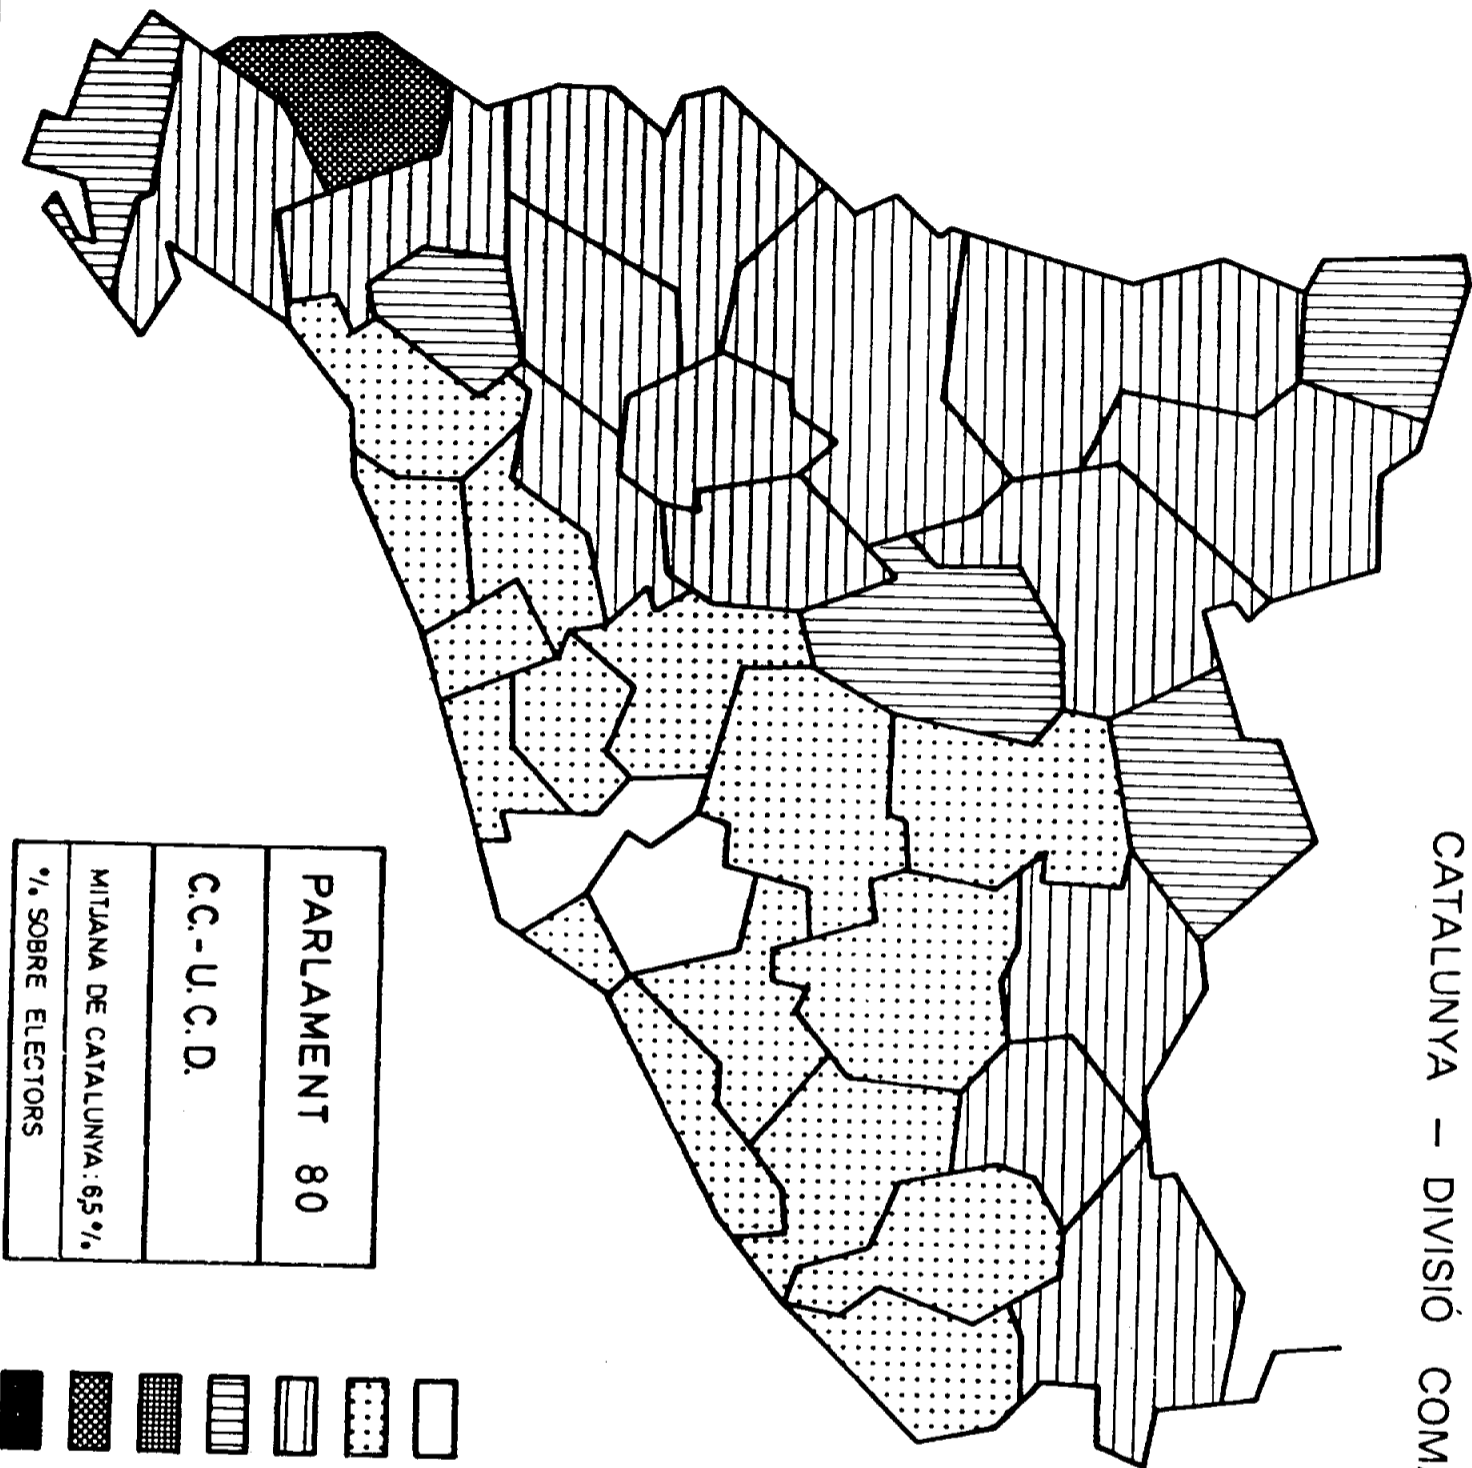 CATALUNYA — DIVISIÓ COM
PARLAMENT 80
C.C.-U.C.D.
MITJANA DE CATALUNYA: 6,5 %
% SOBRE ELECTORS